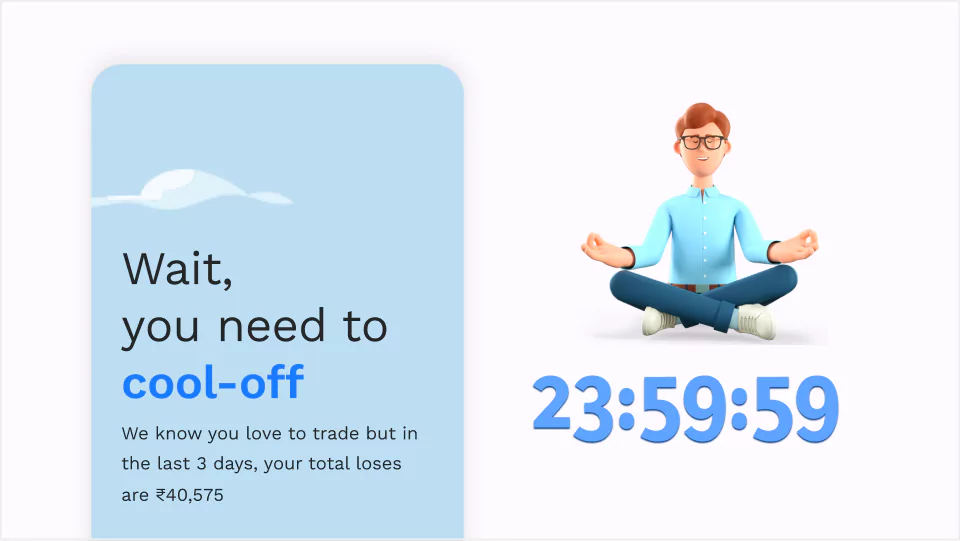 Wait,
you need to
cool-off
We know you love to trade but in
the last 3 days, your total loses
are ₹40,575
23:59:59